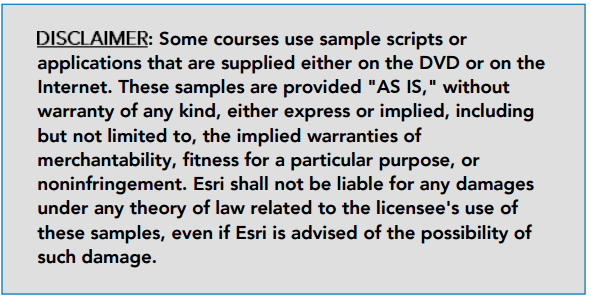 DISCLAIMER: Some courses use sample scripts or
applications that are supplied either on the DVD or on the
Internet. These samples are provided "AS IS," without
warranty of any kind, either express or implied, including
but not limited to, the implied warranties of
merchantability, fitness for a particular purpose, or
noninfringement. Esri shall not be liable for any damages
under any theory of law related to the licensee's use of
these samples, even if Esri is advised of the possibility of
such damage.